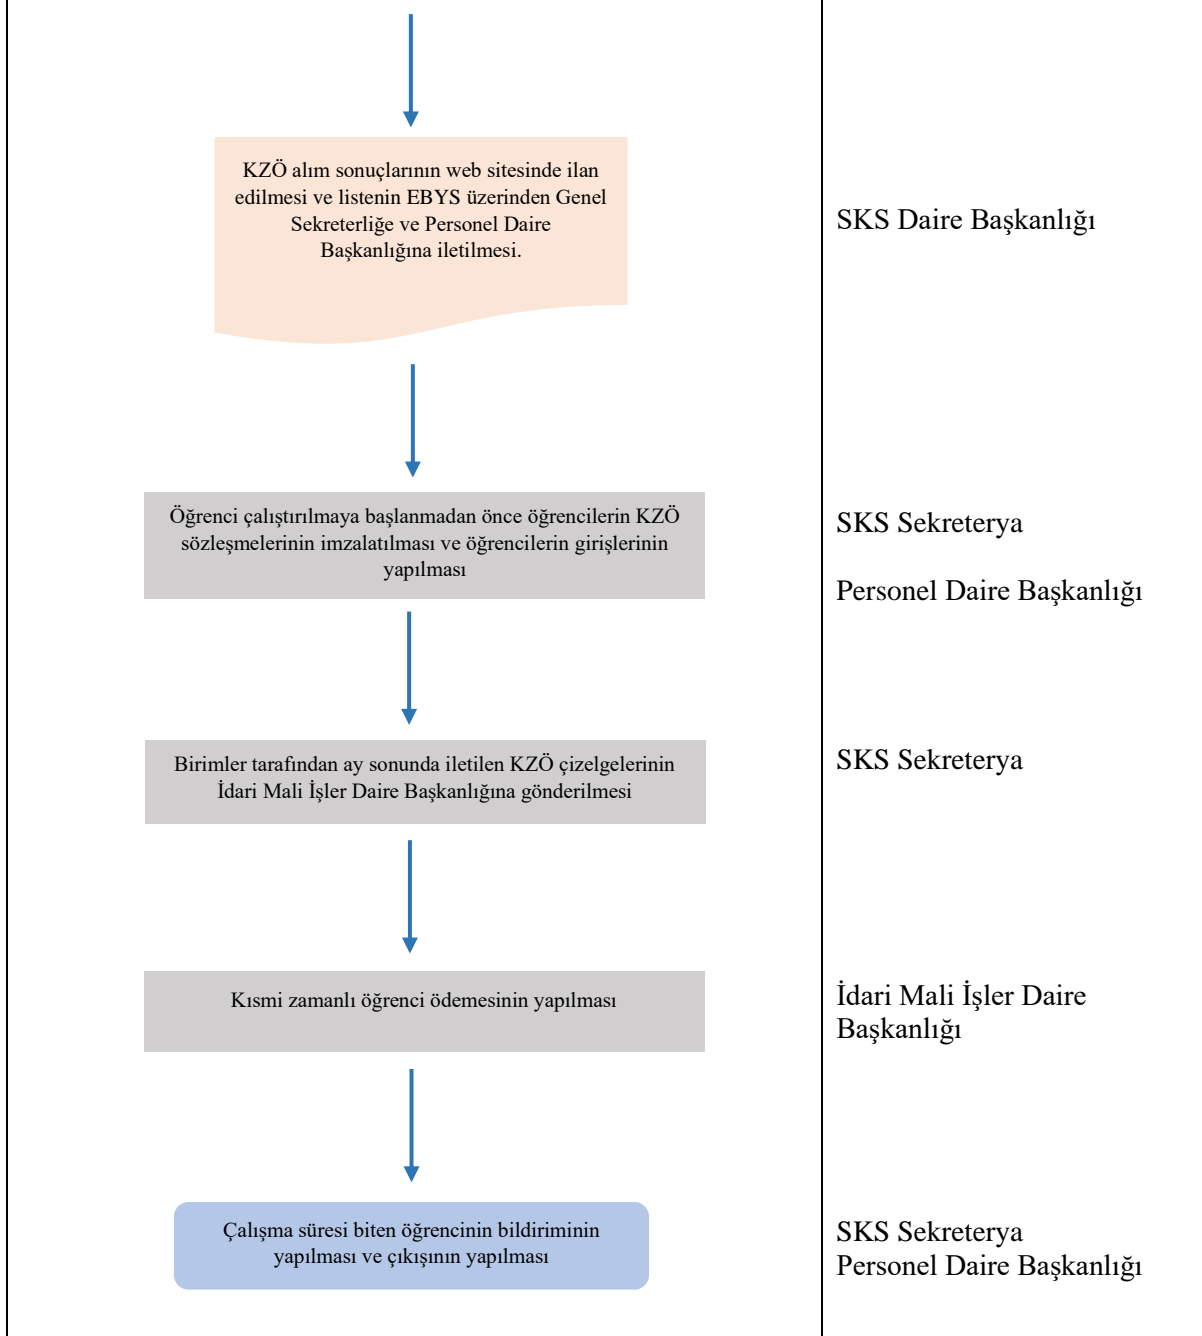 KZÖ alım sonuçlarının web sitesinde ilan
edilmesi ve listenin EBYS üzerinden Genel
Sekreterliğe ve Personel Daire
Başkanlığına iletilmesi.
SKS Daire Başkanlığı
Öğrenci çalıştırılmaya başlanmadan önce öğrencilerin KZÖ
sözleşmelerinin imzalatılması ve öğrencilerin girişlerinin
yapılması
SKS Sekreterya
Personel Daire Başkanlığı
Birimler tarafından ay sonunda iletilen KZÖ çizelgelerinin
İdari Mali İşler Daire Başkanlığına gönderilmesi
SKS Sekreterya
Kısmi zamanlı öğrenci ödemesinin yapılması
İdari Mali İşler Daire
Başkanlığı
Çalışma süresi biten öğrencinin bildiriminin
yapılması ve çıkışının yapılması
SKS Sekreterya
Personel Daire Başkanlığı